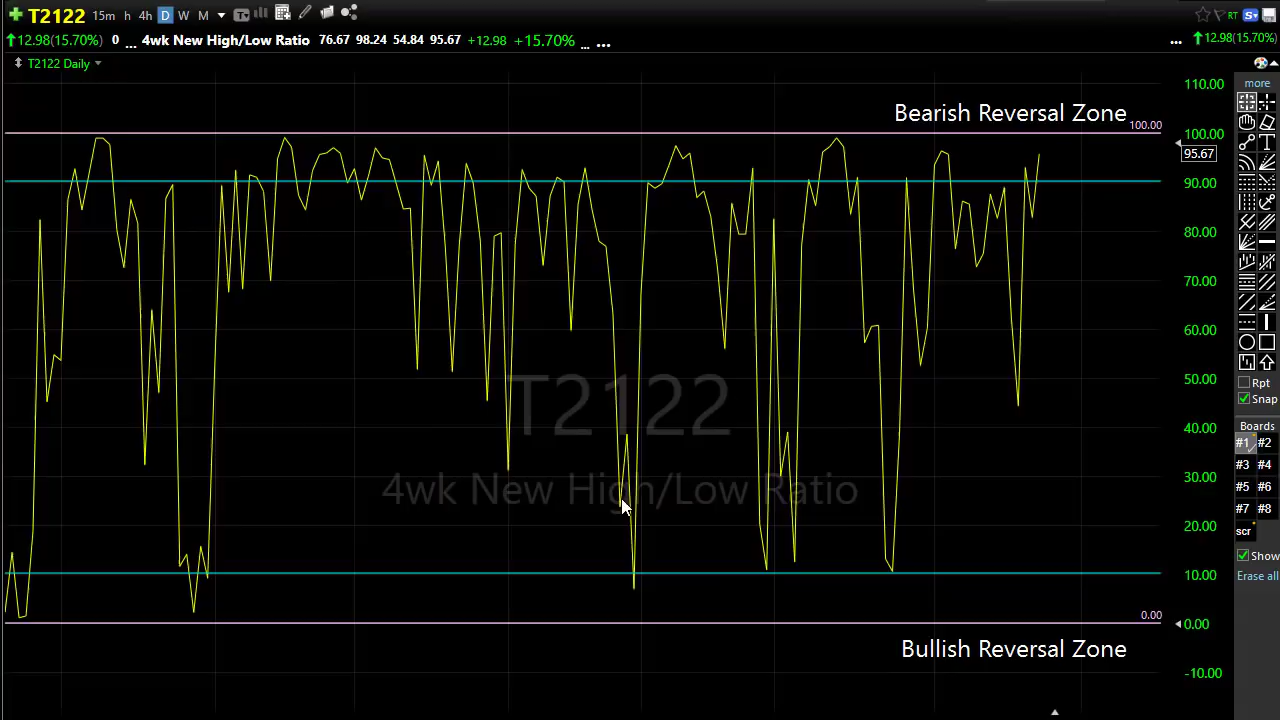 T2122 15m h 4h D W M T RT S
12.98(15.70%) 0 ... 4wk New High/Low Ratio 76.67 98.24 54.84 95.67 +12.98 +15.70% ... ... ... 12.98(15.70%)
T2122 Daily
more
110.00
Bearish Reversal Zone
100.00
100.00
95.67
90.00
80.00
70.00
60.00
50.00
40.00
30.00
20.00
10.00
0.00
0.00
-10.00
Bullish Reversal Zone
T2122
4wk New High/Low Ratio
T
Rpt
Snap
Boards
#1 #2
#3 #4
#5 #6
#7 #8
scr
Show
Erase all